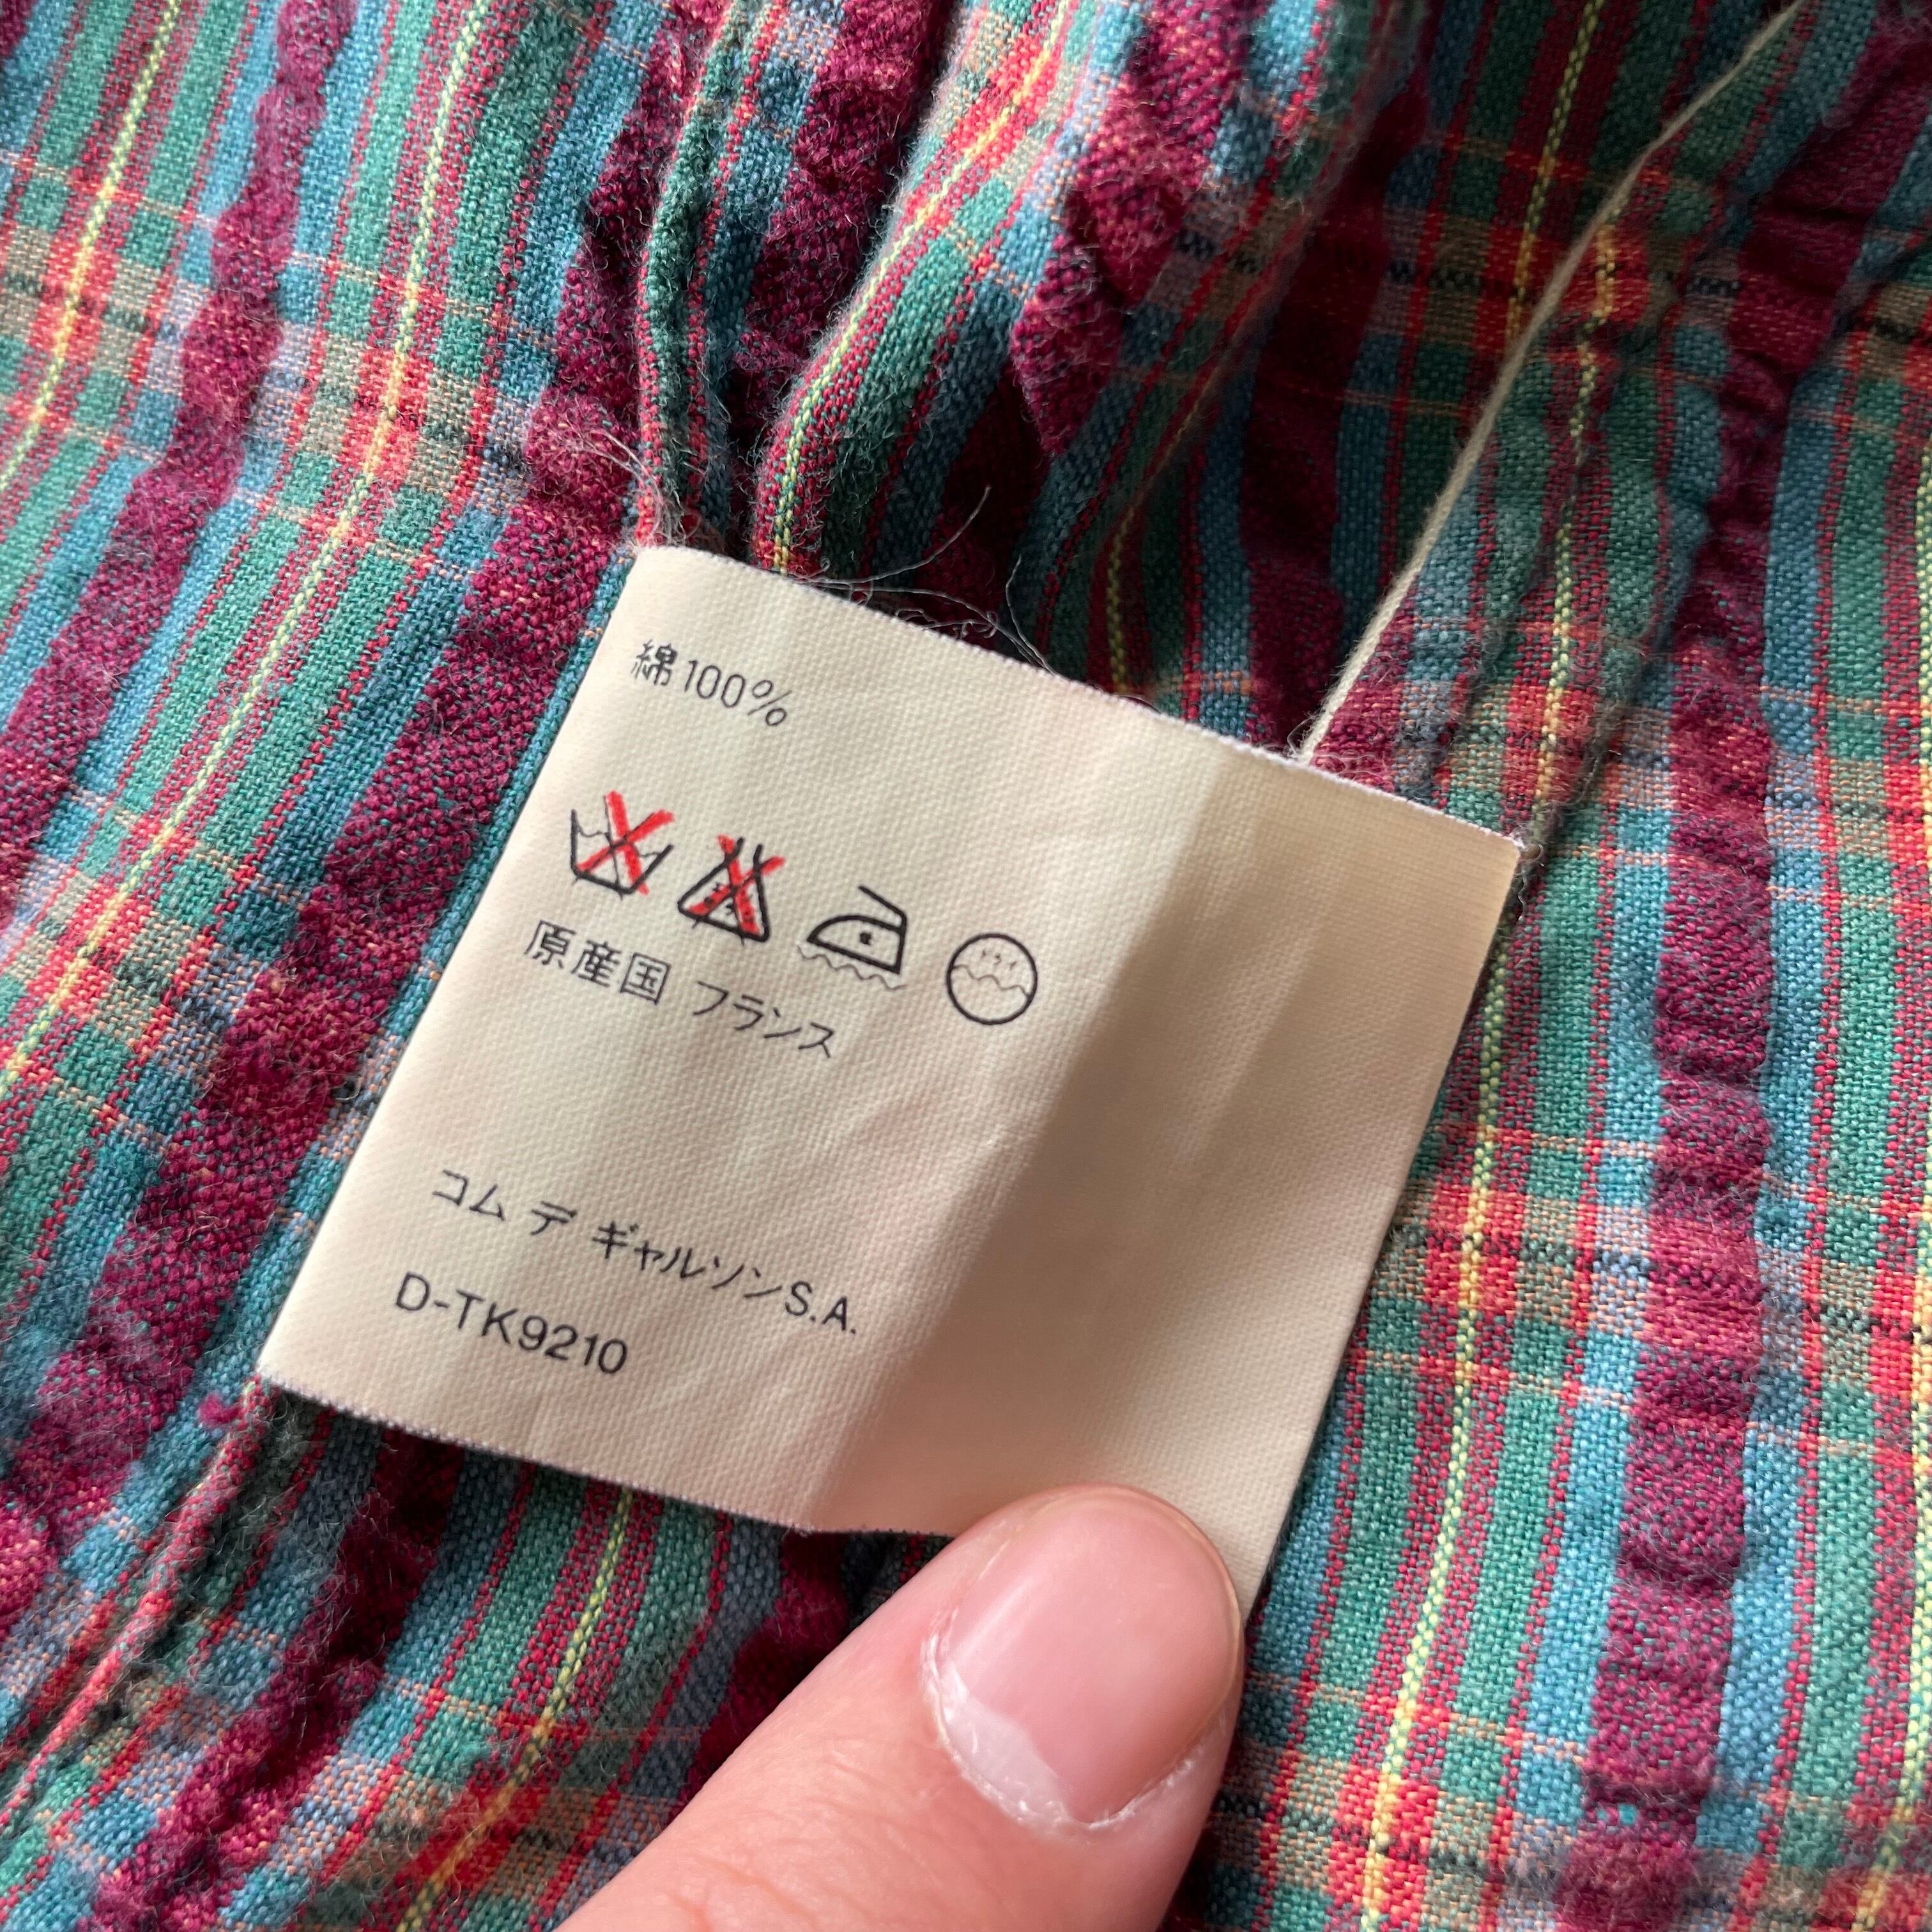 綿100%
原産国 フランス
コム デ ギャルソンS.A.
D-TK9210